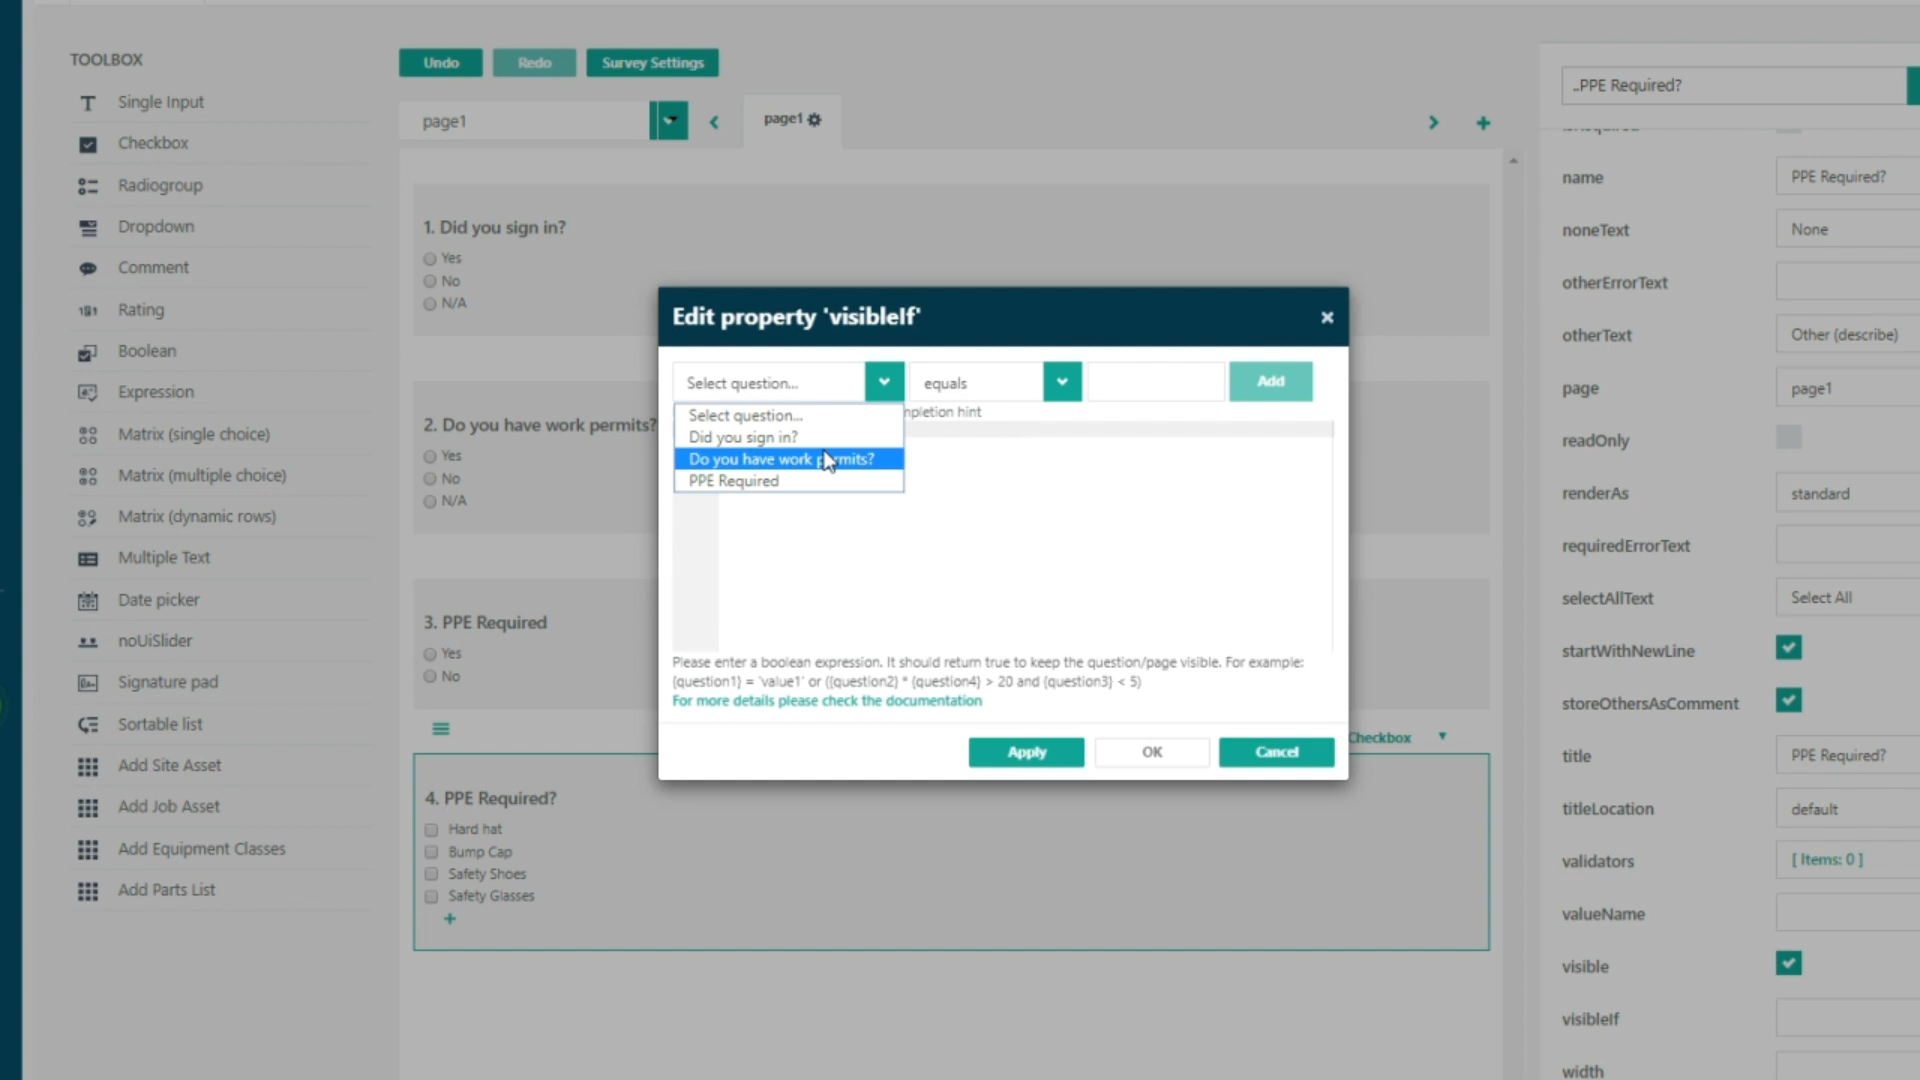 TOOLBOX
Single Input
Checkbox
Radiogroup
Dropdown
Comment
Rating
Boolean
Expression
Matrix (single choice)
Matrix (multiple choice)
Matrix (dynamic rows)
Multiple Text
Date picker
noUiSlider
Signature pad
Sortable list
Add Site Asset
Add Job Asset
Add Equipment Classes
Add Parts List
Undo
Redo
Survey Settings
page1
page1
1. Did you sign in?
Yes
No
N/A
2. Do you have work permits?
Yes
No
N/A
3. PPE Required
Yes
No
Checkbox
4. PPE Required?
Hard hat
Bump Cap
Safety Shoes
Safety Glasses
Edit property 'visibleIf'
Select question...
equals
Add
Select question...
Did you sign in?
Do you have work permits?
PPE Required
mpletion hint
Please enter a boolean expression. It should return true to keep the question/page visible. For example:
{question1} = 'value1' or ({question2} * {question4} > 20 and {question3} < 5)
For more details please check the documentation
Apply
OK
Cancel
..PPE Required?
name
PPE Required?
noneText
None
otherErrorText
otherText
Other (describe)
page
page1
readOnly
renderAs
standard
requiredErrorText
selectAllText
Select All
startWithNewLine
storeOthersAsComment
title
PPE Required?
titleLocation
default
validators
[ Items: 0 ]
valueName
visible
visibleIf
width